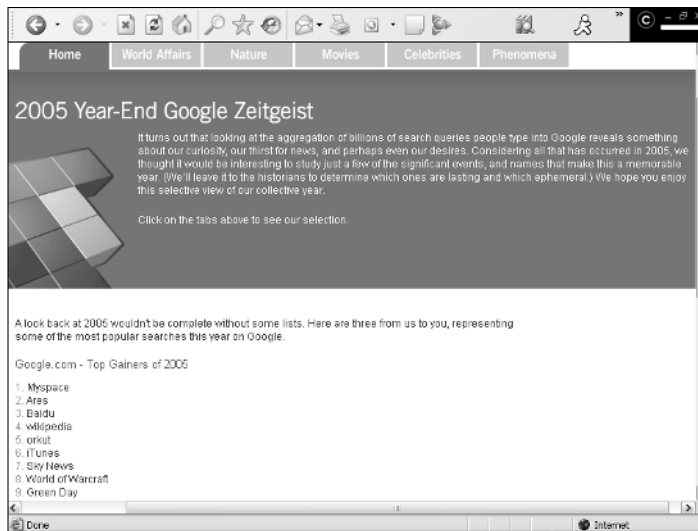 Home World Affairs Nature Movies Celebrities Phenomena
2005 Year-End Google Zeitgeist
It turns out that looking at the aggregation of billions of search queries people type into Google reveals something
about our curiosity, our thirst for news, and perhaps even our desires. Considering all that has occurred in 2005, we
thought it would be interesting to study just a few of the significant events, and names that make this a memorable
year. (We'll leave it to the historians to determine which ones are lasting and which ephemeral.) We hope you enjoy
this selective view of our collective year.
Click on the tabs above to see our selection.
A look back at 2005 wouldn't be complete without some lists. Here are three from us to you, representing
some of the most popular searches this year on Google.
Google.com - Top Gainers of 2005
1. Myspace
2. Ares
3. Baidu
4. wikipedia
5. orkut
6. iTunes
7. Sky News
8. World of Warcraft
9. Green Day
Done Internet